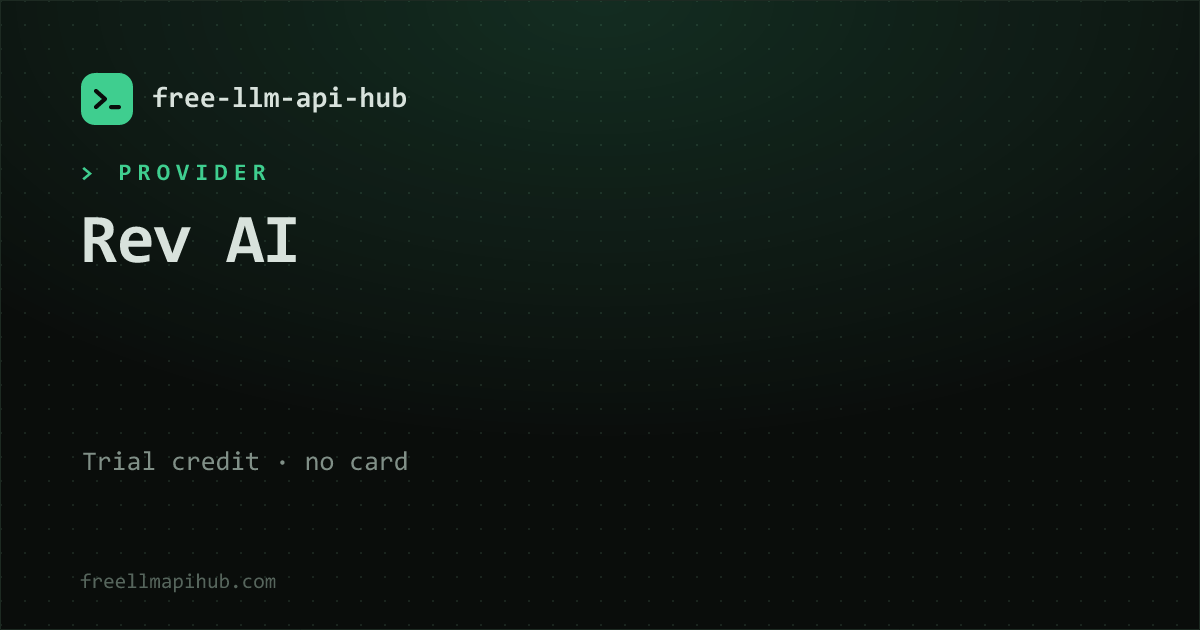 free-llm-api-hub
> PROVIDER
Rev AI
Trial credit · no card
freellmapihub.com